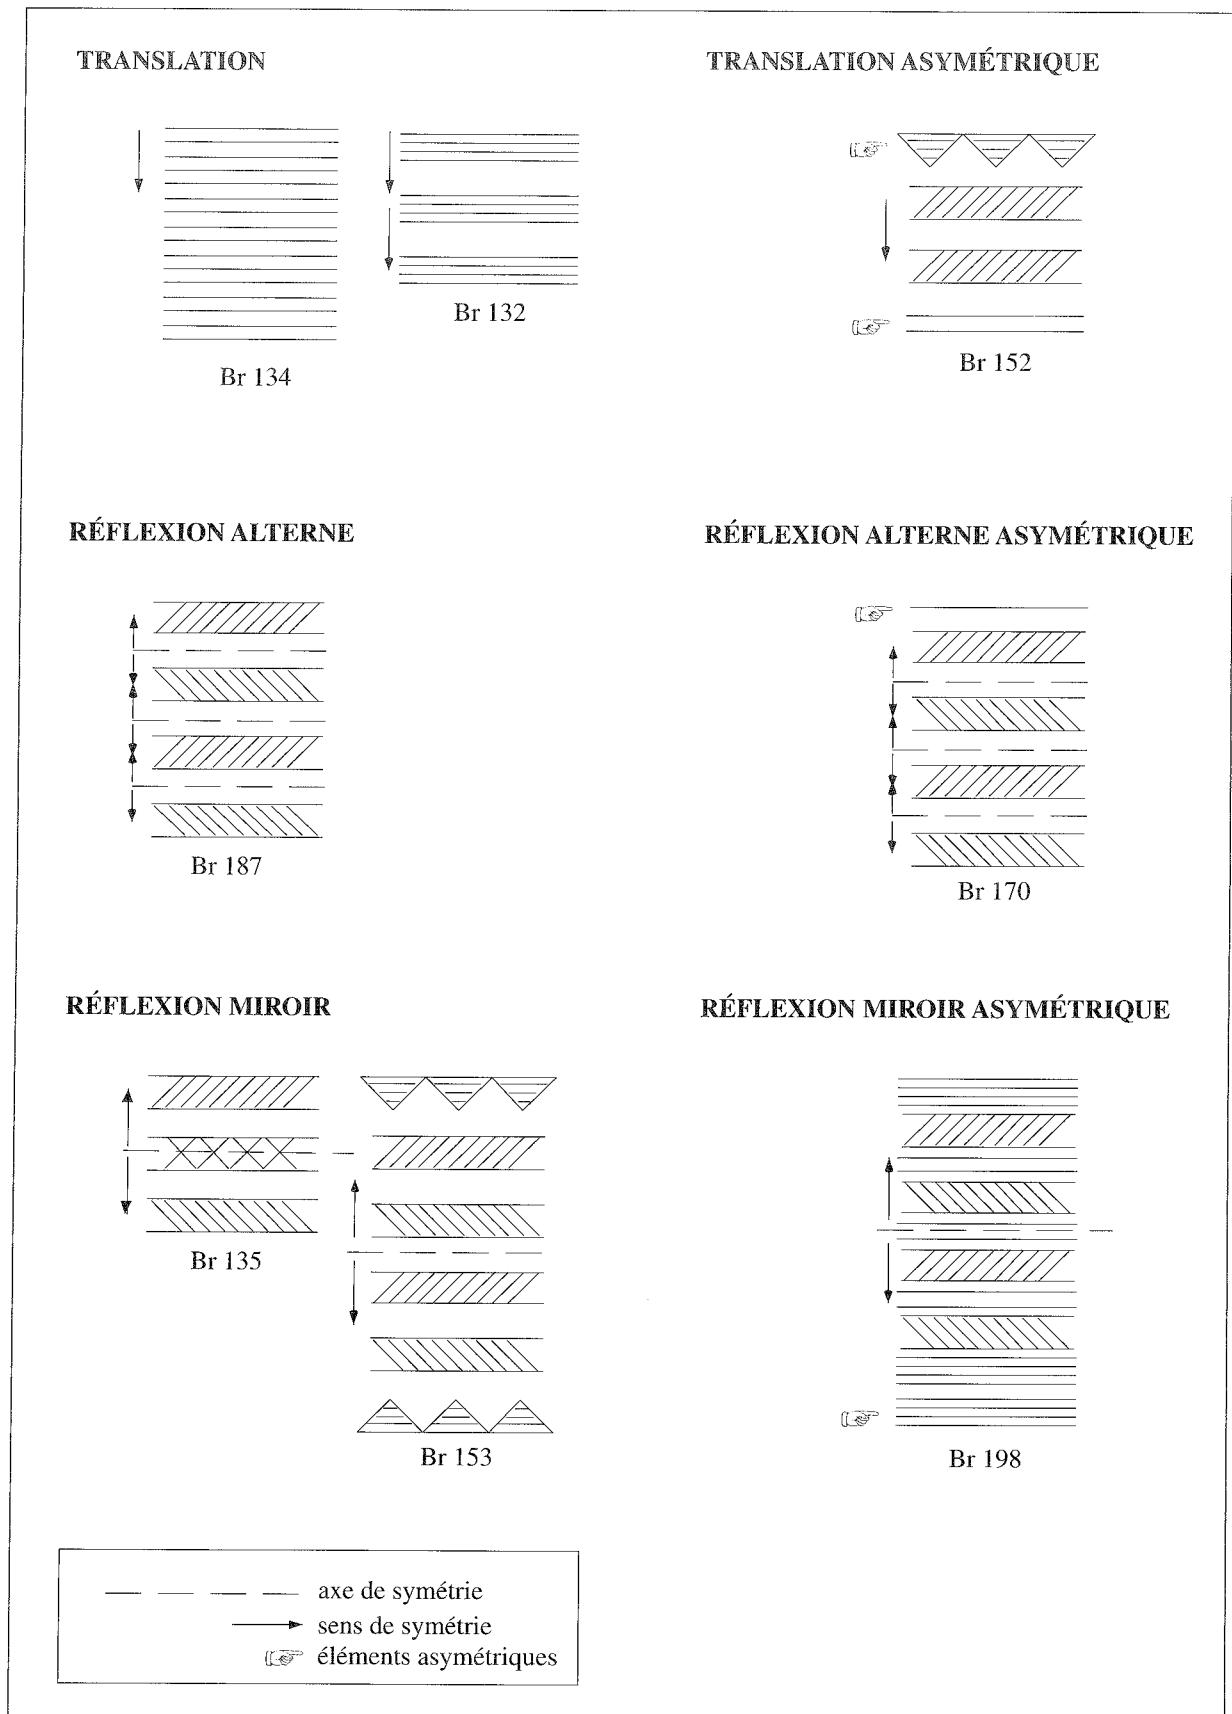 TRANSLATION
TRANSLATION ASYMÉTRIQUE
Br 134
Br 132
Br 152
RÉFLEXION ALTERNE
RÉFLEXION ALTERNE ASYMÉTRIQUE
Br 187
Br 170
RÉFLEXION MIROIR
RÉFLEXION MIROIR ASYMÉTRIQUE
Br 135
Br 153
Br 198
axe de symétrie
sens de symétrie
éléments asymétriques